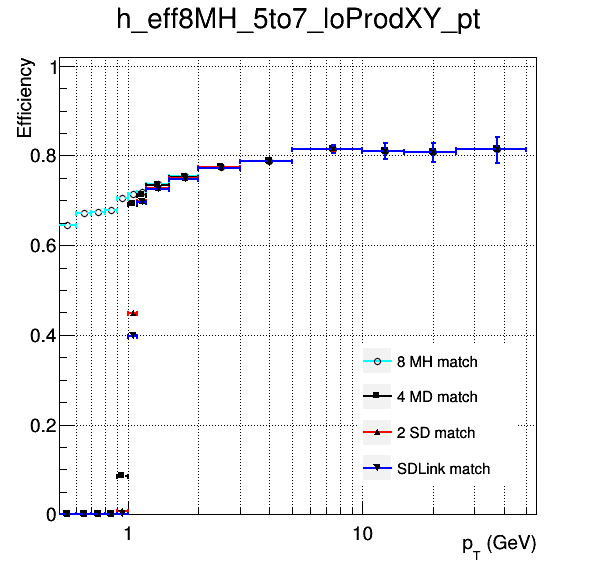 h_eff8MH_5to7_loProdXY_pt
Efficiency
1
0.8
0.6
0.4
0.2
0
8 MH match
4 MD match
2 SD match
SDLink match
1
10
p_T (GeV)